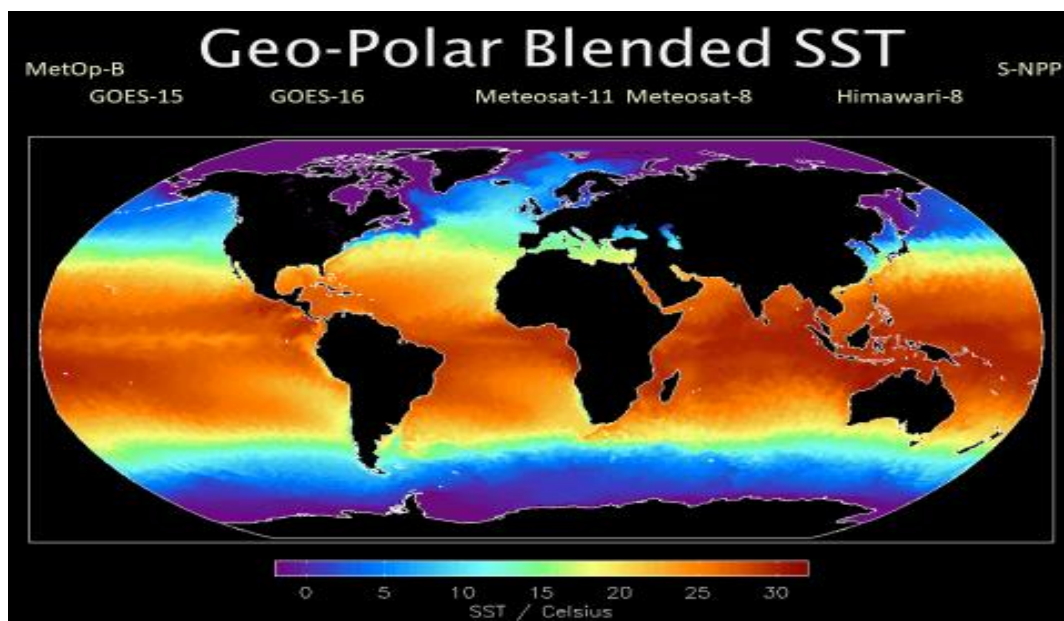 Geo-Polar Blended SST
MetOp-B S-NPP
GOES-15 GOES-16 Meteosat-11 Meteosat-8 Himawari-8
0 5 10 15 20 25 30
SST / Celsius